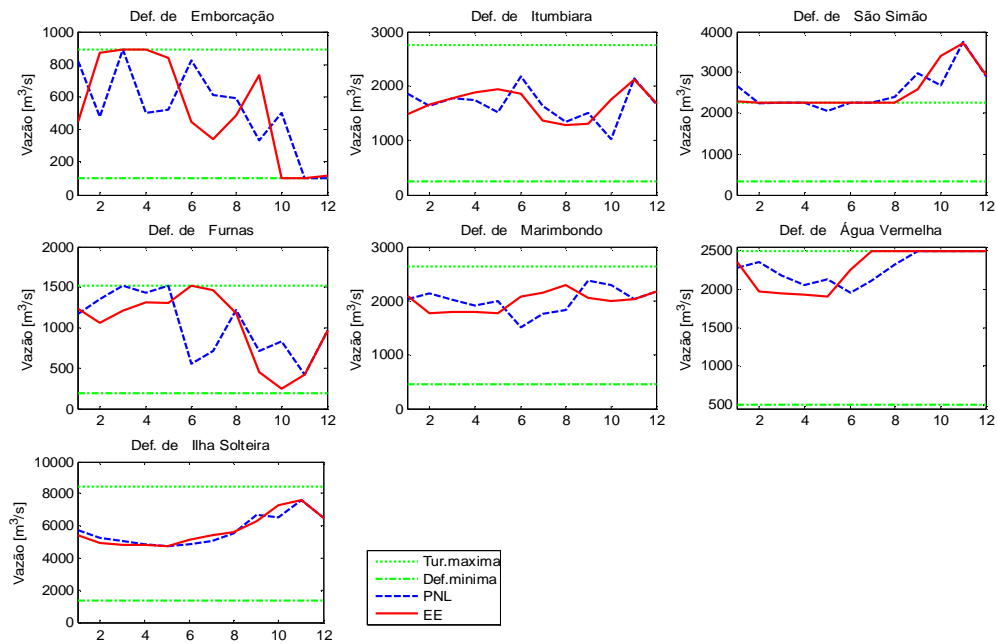 Def. de Emborcação
Def. de Itumbiara
Def. de São Simão
Vazão [m³/s]
1000
800
600
400
200
0
2 4 6 8 10 12
Vazão [m³/s]
3000
2000
1000
0
2 4 6 8 10 12
Vazão [m³/s]
4000
3000
2000
1000
0
2 4 6 8 10 12
Def. de Furnas
Def. de Marimbondo
Def. de Água Vermelha
Vazão [m³/s]
2000
1500
1000
500
0
2 4 6 8 10 12
Vazão [m³/s]
3000
2000
1000
0
2 4 6 8 10 12
Vazão [m³/s]
2500
2000
1500
1000
500
2 4 6 8 10 12
Def. de Ilha Solteira
Vazão [m³/s]
10000
8000
6000
4000
2000
0
2 4 6 8 10 12
Tur.maxima
Def.minima
PNL
EE